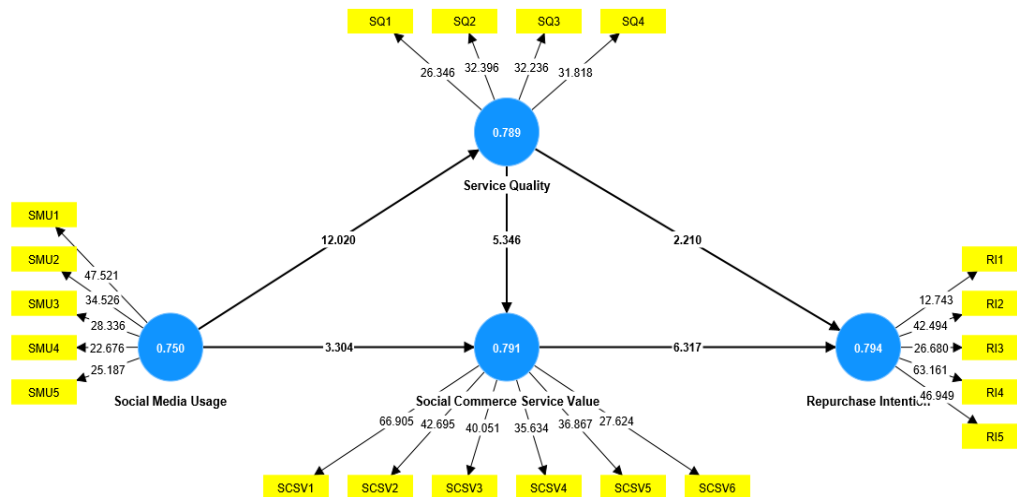 SQ1 SQ2 SQ3 SQ4
26.346 32.396 32.236 31.818
0.789
Service Quality
SMU1
SMU2
SMU3
SMU4
SMU5
47.521
34.526
28.336
22.676
25.187
12.020
5.346
2.210
0.750
Social Media Usage
3.304
0.791
Social Commerce Service Value
6.317
0.794
Repurchase Intention
RI1
RI2
RI3
RI4
RI5
12.743
42.494
26.680
63.161
46.949
66.905 42.695 40.051 35.634 36.867 27.624
SCSV1 SCSV2 SCSV3 SCSV4 SCSV5 SCSV6